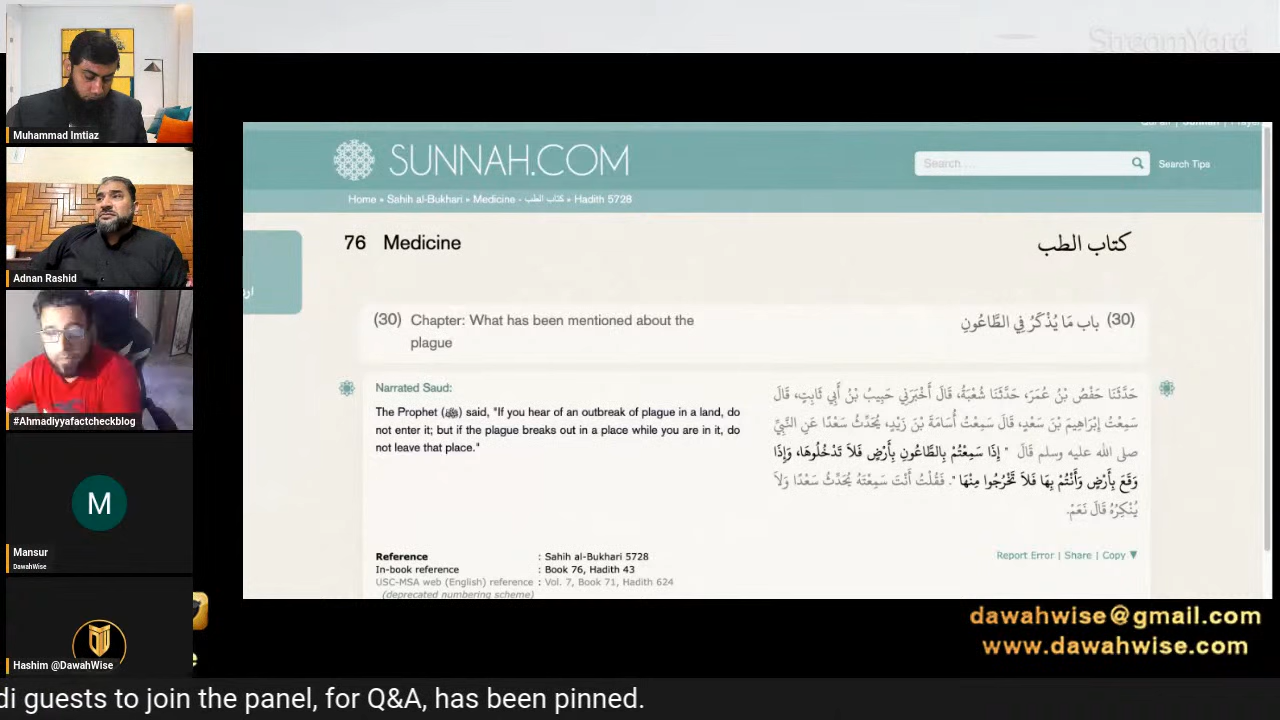 StreamYard
Muhammad Imtiaz
Adnan Rashid
#Ahmadiyyafactcheckblog
M
Mansur
DawahWise
Hashim @DawahWise
SUNNAH.COM
Search...
Search Tips
Home » Sahih al-Bukhari » Medicine - كتاب الطب » Hadith 5728
76 Medicine
كتاب الطب
(30) Chapter: What has been mentioned about the
plague
(30) باب مَا يُذْكَرُ فِي الطَّاعُونِ
Narrated Saud:
The Prophet (ﷺ) said, "If you hear of an outbreak of plague in a land, do
not enter it; but if the plague breaks out in a place while you are in it, do
not leave that place."
حَدَّثَنَا حَفْصُ بْنُ عُمَرَ، حَدَّثَنَا شُعْبَةُ، قَالَ أَخْبَرَنِي حَبِيبُ بْنُ أَبِي ثَابِتٍ، قَالَ
سَمِعْتُ إِبْرَاهِيمَ بْنَ سَعْدٍ، قَالَ سَمِعْتُ أُسَامَةَ بْنَ زَيْدٍ، يُحَدِّثُ سَعْدًا عَنِ النَّبِيِّ
صلى الله عليه وسلم قَالَ " إِذَا سَمِعْتُمْ بِالطَّاعُونِ بِأَرْضٍ فَلاَ تَدْخُلُوهَا، وَإِذَا
وَقَعَ بِأَرْضٍ وَأَنْتُمْ بِهَا فَلاَ تَخْرُجُوا مِنْهَا ". فَقُلْتُ أَنْتَ سَمِعْتَهُ يُحَدِّثُ سَعْدًا وَلاَ
يُنْكِرُهُ قَالَ نَعَمْ.
Reference : Sahih al-Bukhari 5728
In-book reference : Book 76, Hadith 43
USC-MSA web (English) reference : Vol. 7, Book 71, Hadith 624
(deprecated numbering scheme)
Report Error | Share | Copy ▼
dawahwise@gmail.com
www.dawahwise.com
di guests to join the panel, for Q&A, has been pinned.